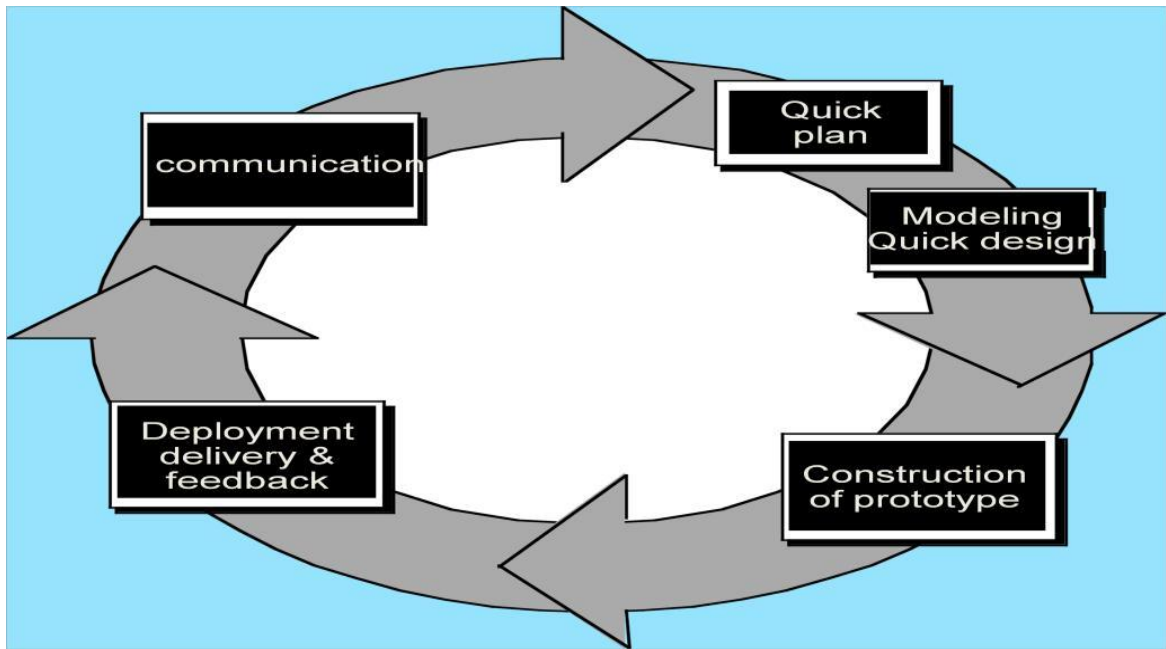 communication
Quick
plan
Modeling
Quick design
Construction
of prototype
Deployment
delivery &
feedback